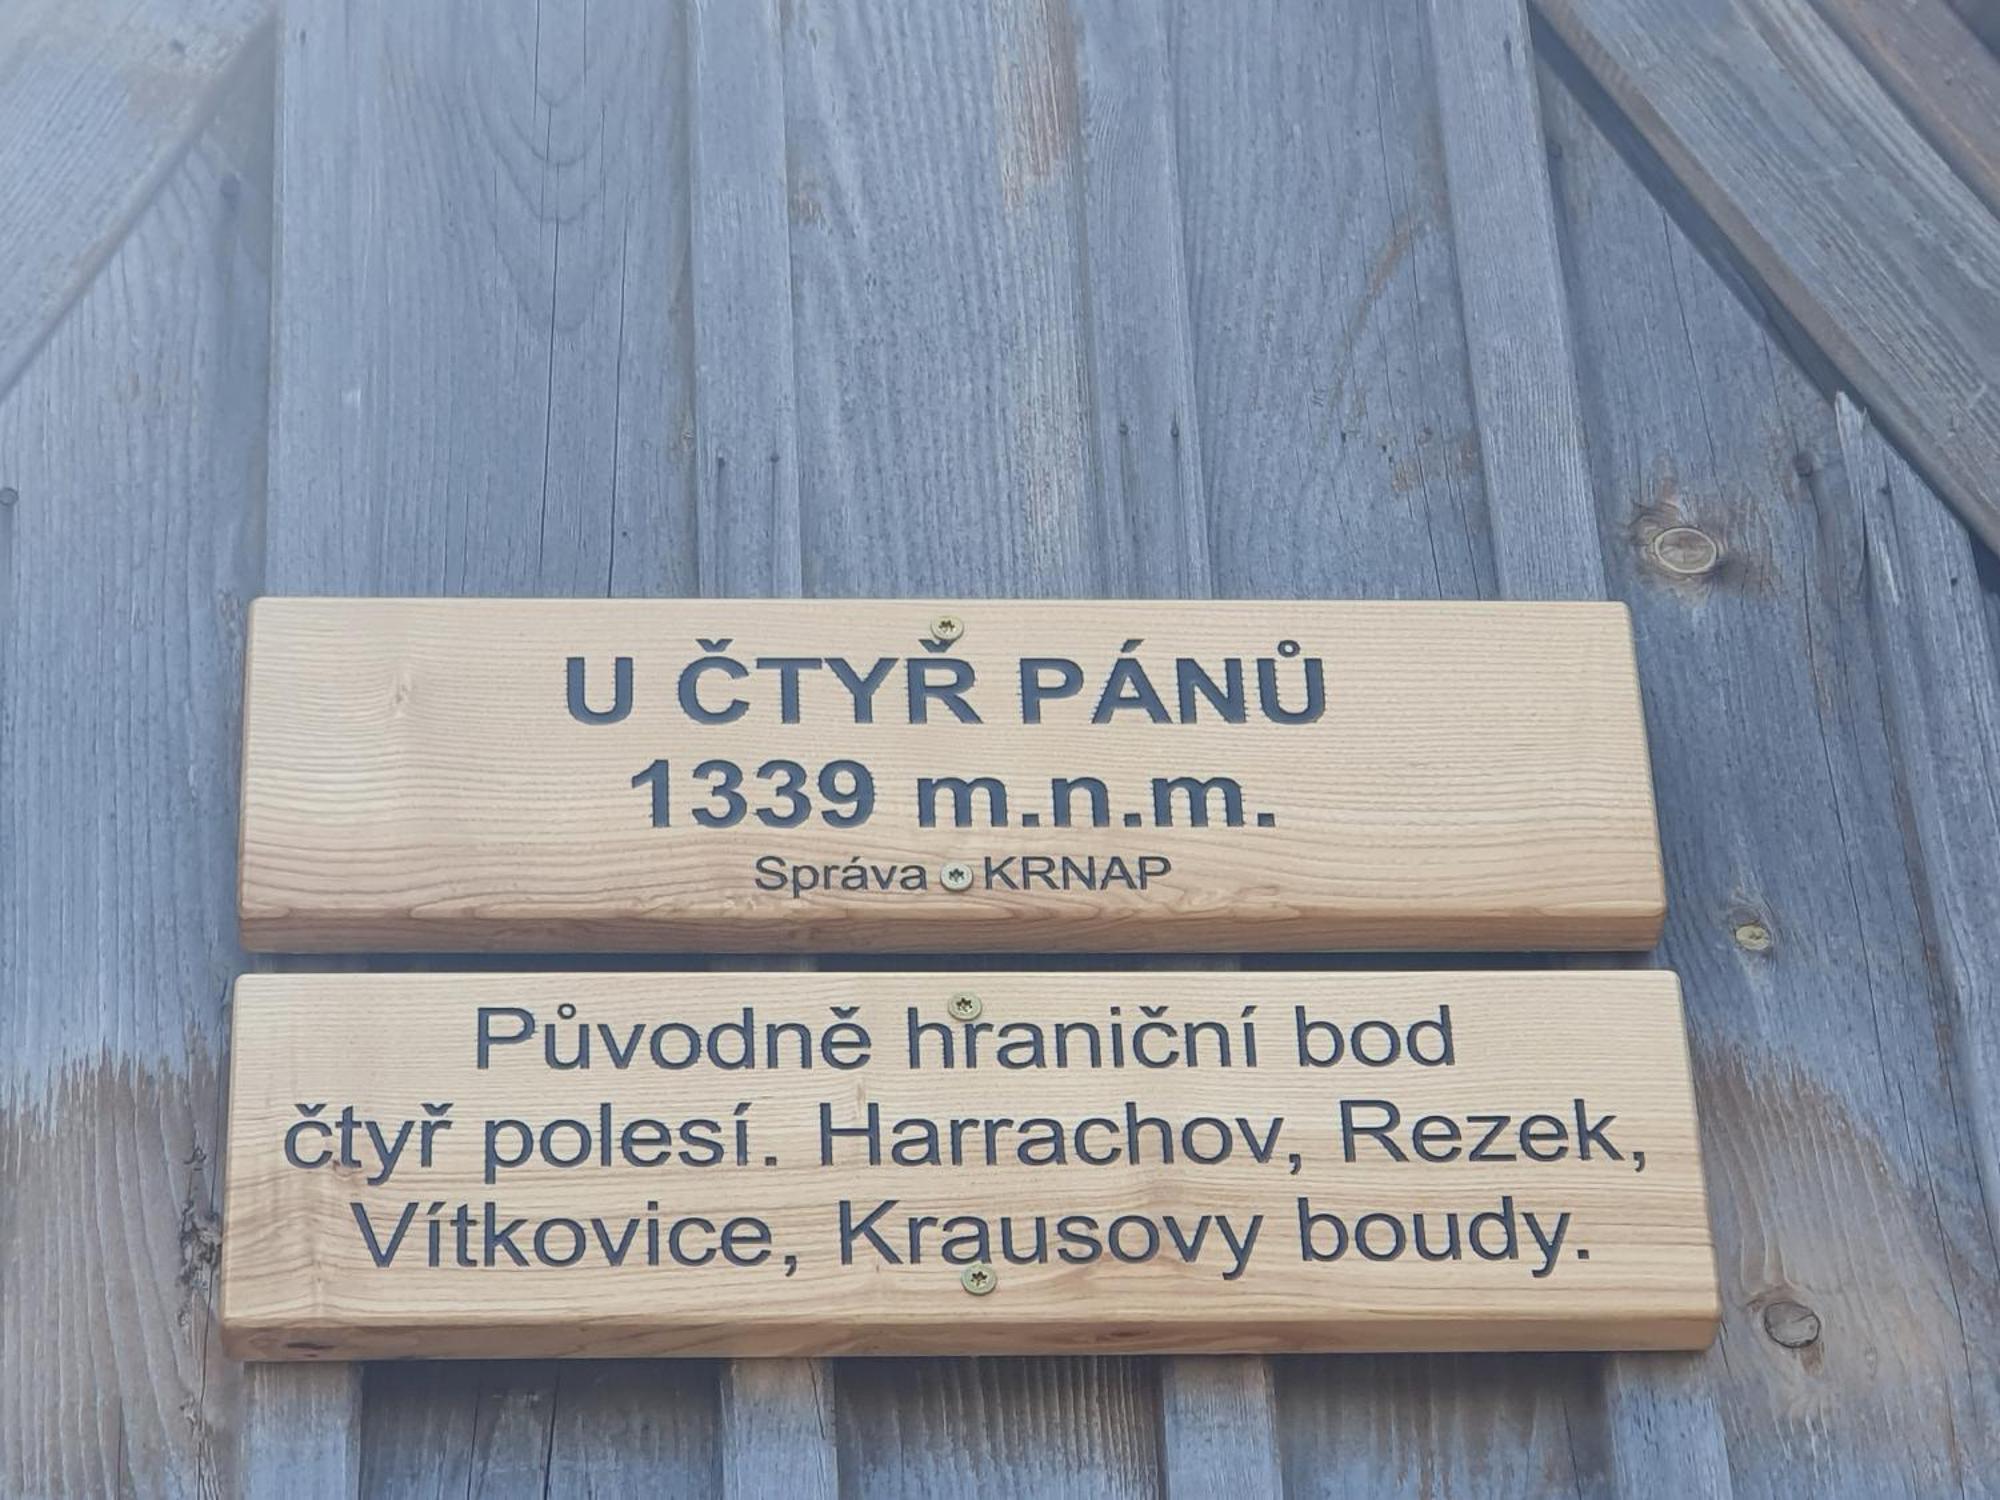 U ČTYŘ PÁNŮ
1339 m.n.m.
Správa KRNAP
Původně hraniční bod
čtyř polesí. Harrachov, Rezek,
Vítkovice, Krausovy boudy.